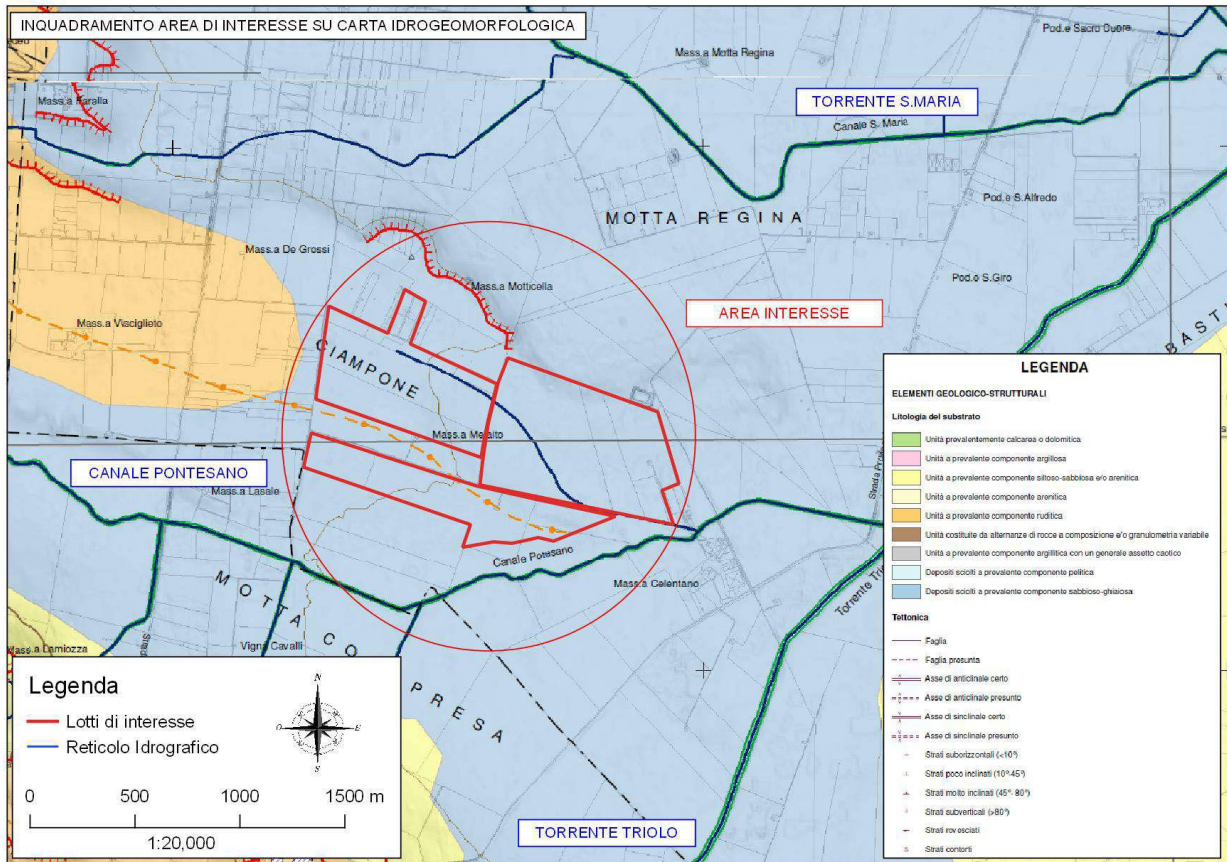 INQUADRAMENTO AREA DI INTERESSE SU CARTA IDROGEOMORFOLOGICA
Mass.a Motta Regina
Pod.e Sacro Cuore
TORRENTE S.MARIA
Canale S. Maria
MOTTA REGINA
Pod.e S.Alfredo
Mass.a De Grossi
Pod.e S.Giro
Mass.a Motticella
AREA INTERESSE
Mass.a Viaciglieto
CIAMPONE
Mass.a Melaito
CANALE PONTESANO
Mass.a Lasale
Canale Potesano
Mass.a Celentano
MOTTA CO PRESA
Vigna Cavalli
Mass.a Lamiozza
TORRENTE TRIOLO
Legenda
Lotti di interesse
Reticolo Idrografico
N
O
E
S
0 500 1000 1500 m
1:20,000
LEGENDA
ELEMENTI GEOLOGICO-STRUTTURALI
Litologia del substrato
Unità prevalentemente calcarea o dolomitica
Unità a prevalente componente argillosa
Unità a prevalente componente siltoso-sabbiosa e/o arenitica
Unità a prevalente componente arenitica
Unità a prevalente componente ruditica
Unità costituite da alternanze di rocce a composizione e/o granulometria variabile
Unità a prevalente componente argillitica con un generale assetto caotico
Depositi sciolti a prevalente componente pelitica
Depositi sciolti a prevalente componente sabbioso-ghiaiosa
Tettonica
Faglia
Faglia presunta
Asse di anticlinale certo
Asse di anticlinale presunto
Asse di sinclinale certo
Asse di sinclinale presunto
Strati suborizzontali (<10°)
Strati poco inclinati (10°-45°)
Strati molto inclinati (45°- 80°)
Strati subverticali (>80°)
Strati rovesciati
Strati contorti